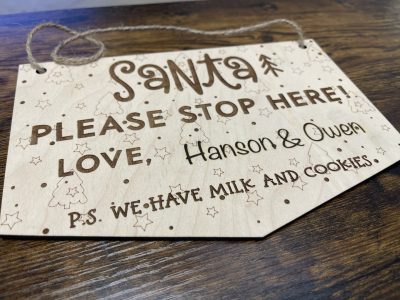 Santa
PLEASE STOP HERE!
LOVE, Hanson & Owen
P.S. WE HAVE MILK AND COOKIES